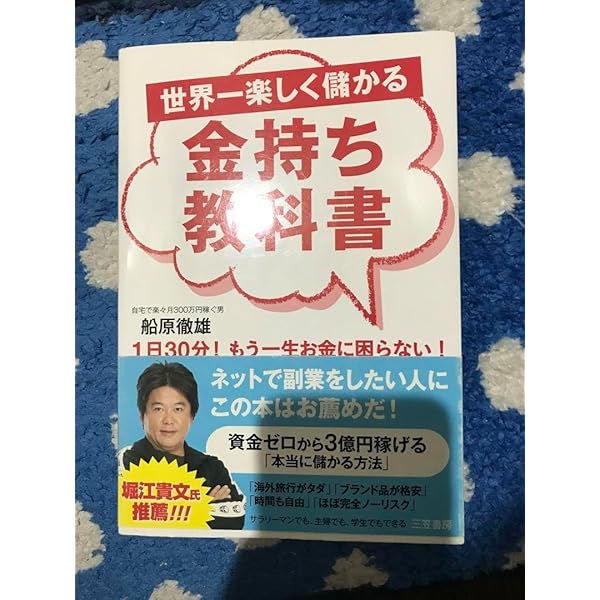 世界一楽しく儲かる
金持ち
教科書
自宅で楽々月300万円稼ぐ男
船原徹雄
1日30分！もう一生お金に困らない！
ネットで副業をしたい人に
この本はお薦めだ！
資金ゼロから3億円稼げる
「本当に儲かる方法」
堀江貴文氏
推薦!!!
「海外旅行がタダ」「ブランド品が格安」
「時間も自由」「ほぼ完全ノーリスク」
サラリーマンでも、主婦でも、学生でもできる 三笠書房